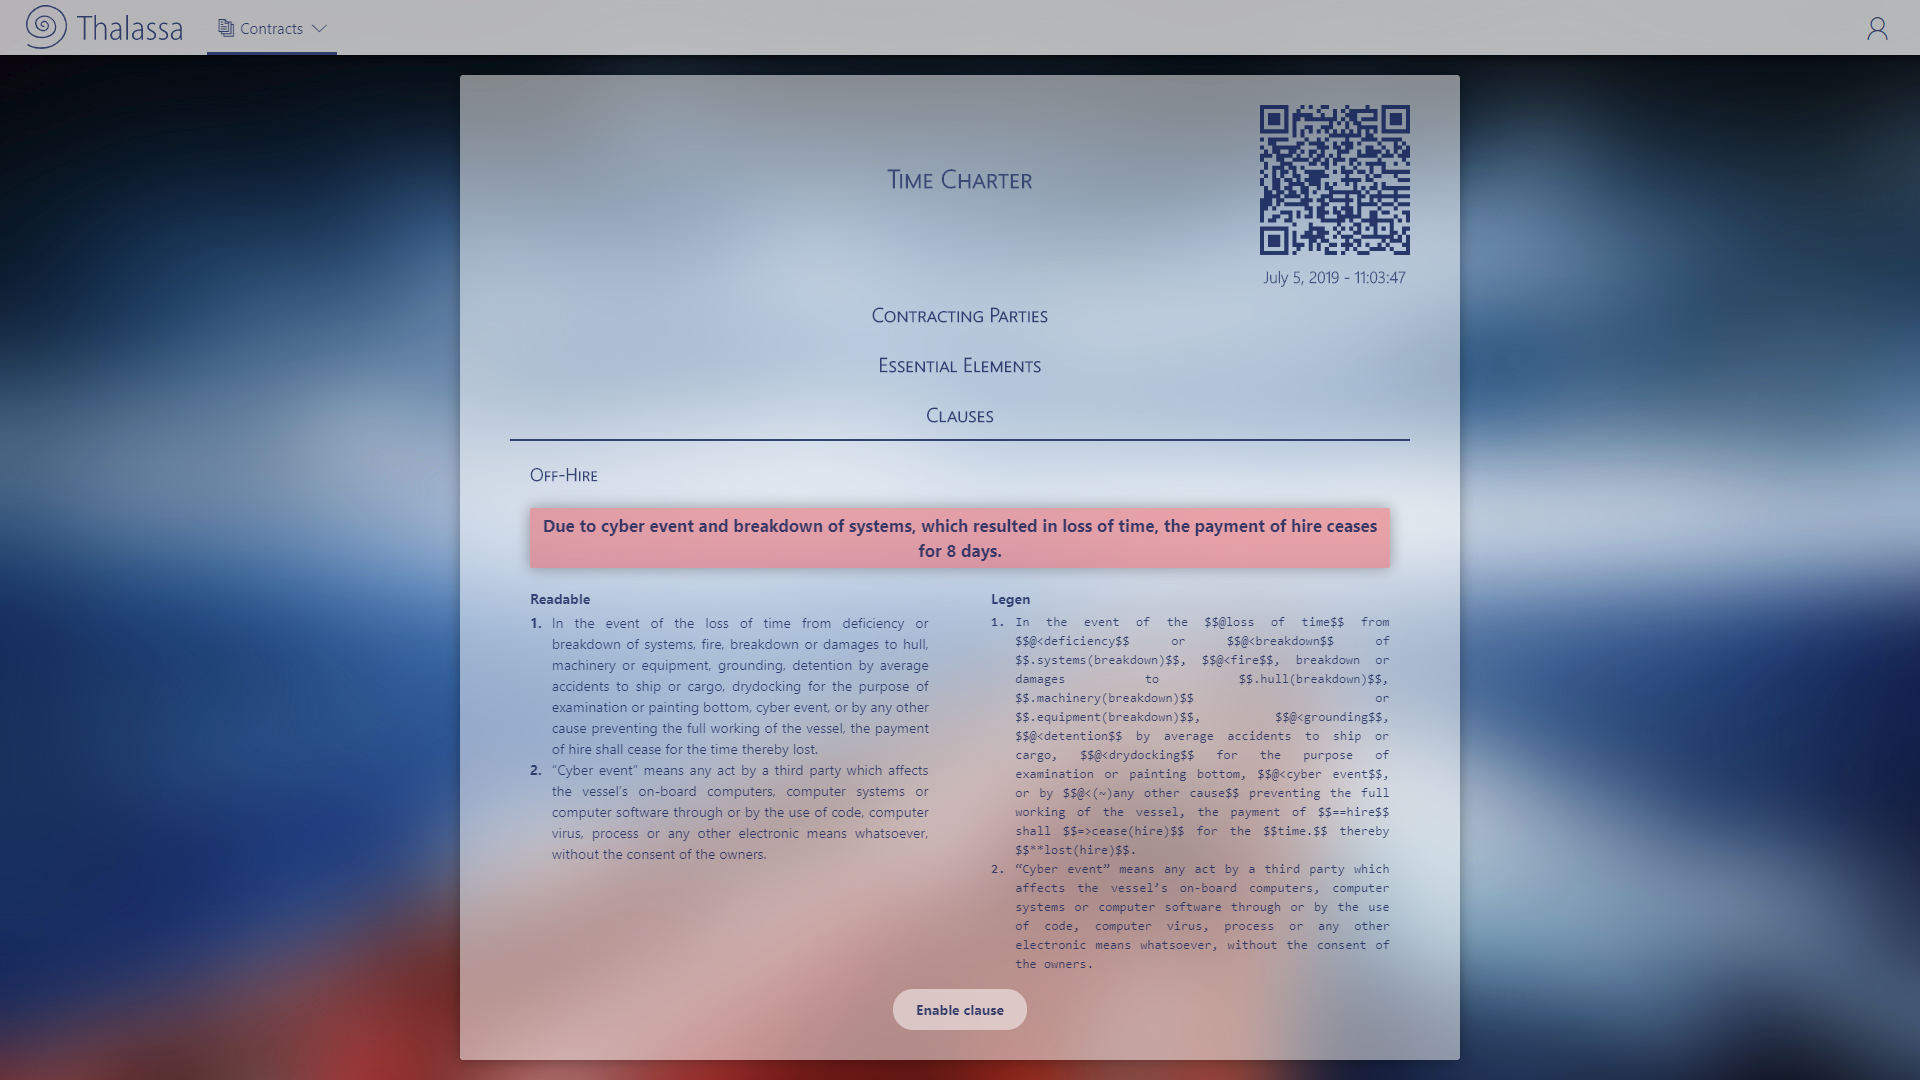 Thalassa
Contracts
Time Charter
July 5, 2019 - 11:03:47
Contracting Parties
Essential Elements
Clauses
Off-Hire
Due to cyber event and breakdown of systems, which resulted in loss of time, the payment of hire ceases
for 8 days.
Readable
1. In the event of the loss of time from deficiency or
breakdown of systems, fire, breakdown or damages to hull,
machinery or equipment, grounding, detention by average
accidents to ship or cargo, drydocking for the purpose of
examination or painting bottom, cyber event, or by any other
cause preventing the full working of the vessel, the payment
of hire shall cease for the time thereby lost.
2. “Cyber event” means any act by a third party which affects
the vessel’s on-board computers, computer systems or
computer software through or by the use of code, computer
virus, process or any other electronic means whatsoever,
without the consent of the owners.
Legen
1. In the event of the $$@loss of time$$ from
$$@<deficiency$$ or $$@<breakdown$$ of
$$.systems(breakdown)$$, $$@<fire$$, breakdown or
damages to $$.hull(breakdown)$$,
$$.machinery(breakdown)$$ or
$$.equipment(breakdown)$$, $$@<grounding$$,
$$@<detention$$ by average accidents to ship or
cargo, $$@<drydocking$$ for the purpose of
examination or painting bottom, $$@<cyber event$$,
or by $$@<(~)any other cause$$ preventing the full
working of the vessel, the payment of $$==hire$$
shall $$=>cease(hire)$$ for the $$time.$$ thereby
$$**lost(hire)$$.
2. “Cyber event” means any act by a third party which
affects the vessel’s on-board computers, computer
systems or computer software through or by the use
of code, computer virus, process or any other
electronic means whatsoever, without the consent of
the owners.
Enable clause